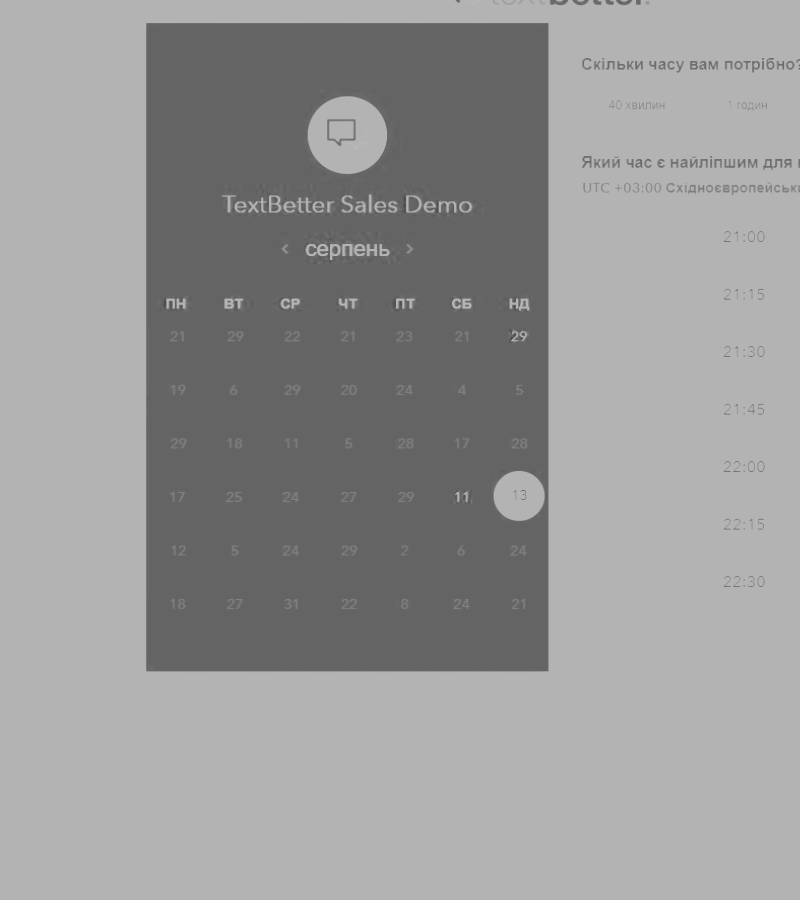 textbetter.
TextBetter Sales Demo
‹ серпень ›
ПН ВТ СР ЧТ ПТ СБ НД
21 29 22 21 23 21 29
19 6 29 20 24 4 5
29 18 11 5 28 17 28
17 25 24 27 29 11 13
12 5 24 29 2 6 24
18 27 31 22 8 24 21
Скільки часу вам потрібно?
40 хвилин 1 годин
Який час є найліпшим для
UTC +03:00 Східноєвропейськ
21:00
21:15
21:30
21:45
22:00
22:15
22:30